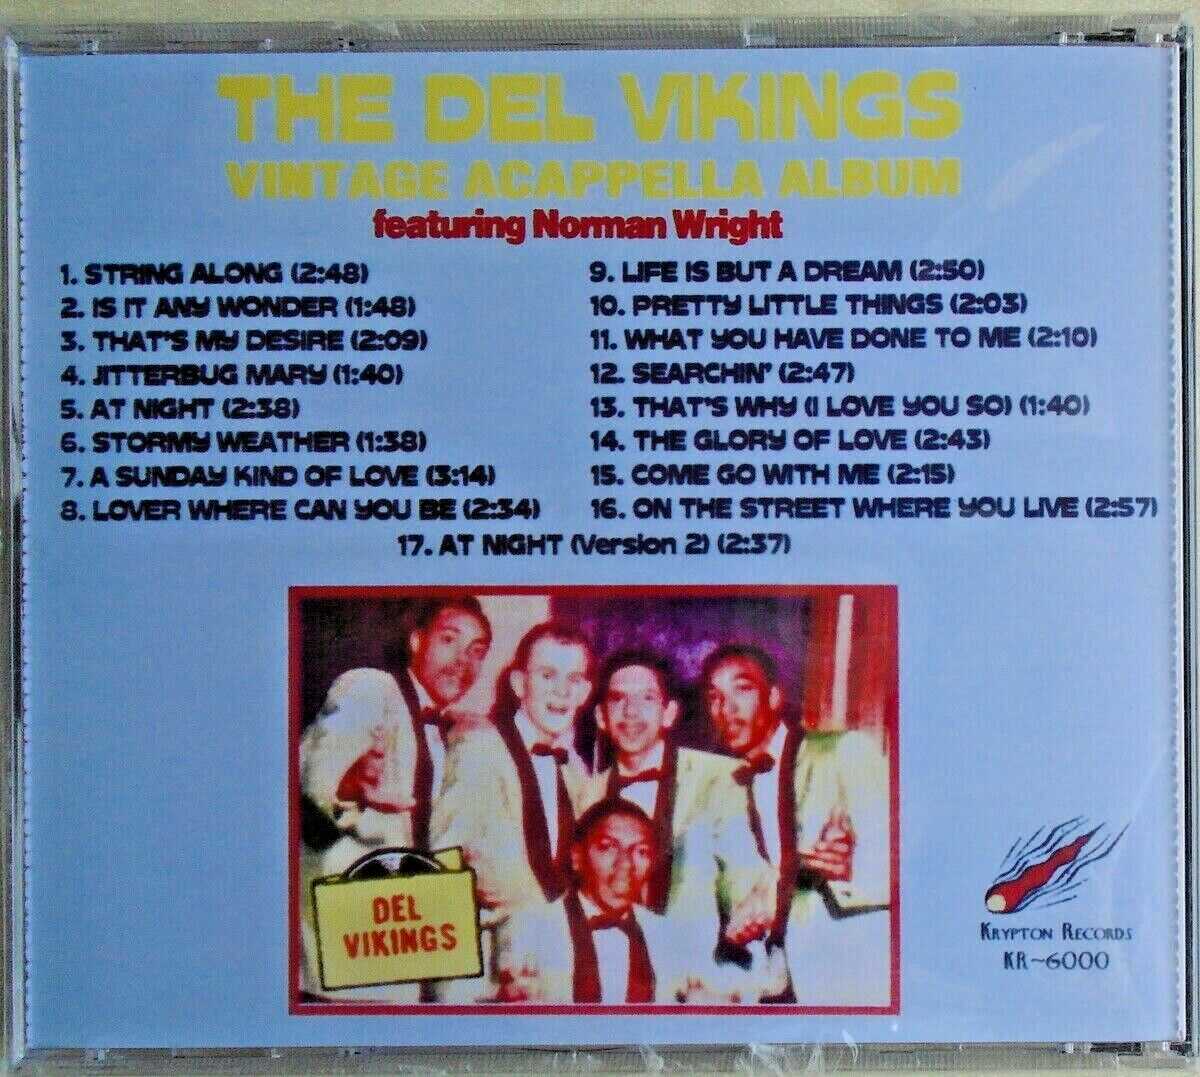 THE DEL VIKINGS
VINTAGE ACAPPELLA ALBUM
featuring Norman Wright
1. STRING ALONG (2:48)
2. IS IT ANY WONDER (1:48)
3. THAT'S MY DESIRE (2:09)
4. JITTERBUG MARY (1:40)
5. AT NIGHT (2:38)
6. STORMY WEATHER (1:38)
7. A SUNDAY KIND OF LOVE (3:14)
8. LOVER WHERE CAN YOU BE (2:34)
9. LIFE IS BUT A DREAM (2:50)
10. PRETTY LITTLE THINGS (2:03)
11. WHAT YOU HAVE DONE TO ME (2:10)
12. SEARCHIN' (2:47)
13. THAT'S WHY (I LOVE YOU SO) (1:40)
14. THE GLORY OF LOVE (2:43)
15. COME GO WITH ME (2:15)
16. ON THE STREET WHERE YOU LIVE (2:57)
17. AT NIGHT (Version 2) (2:37)
DEL
VIKINGS
KRYPTON RECORDS
KR~6000